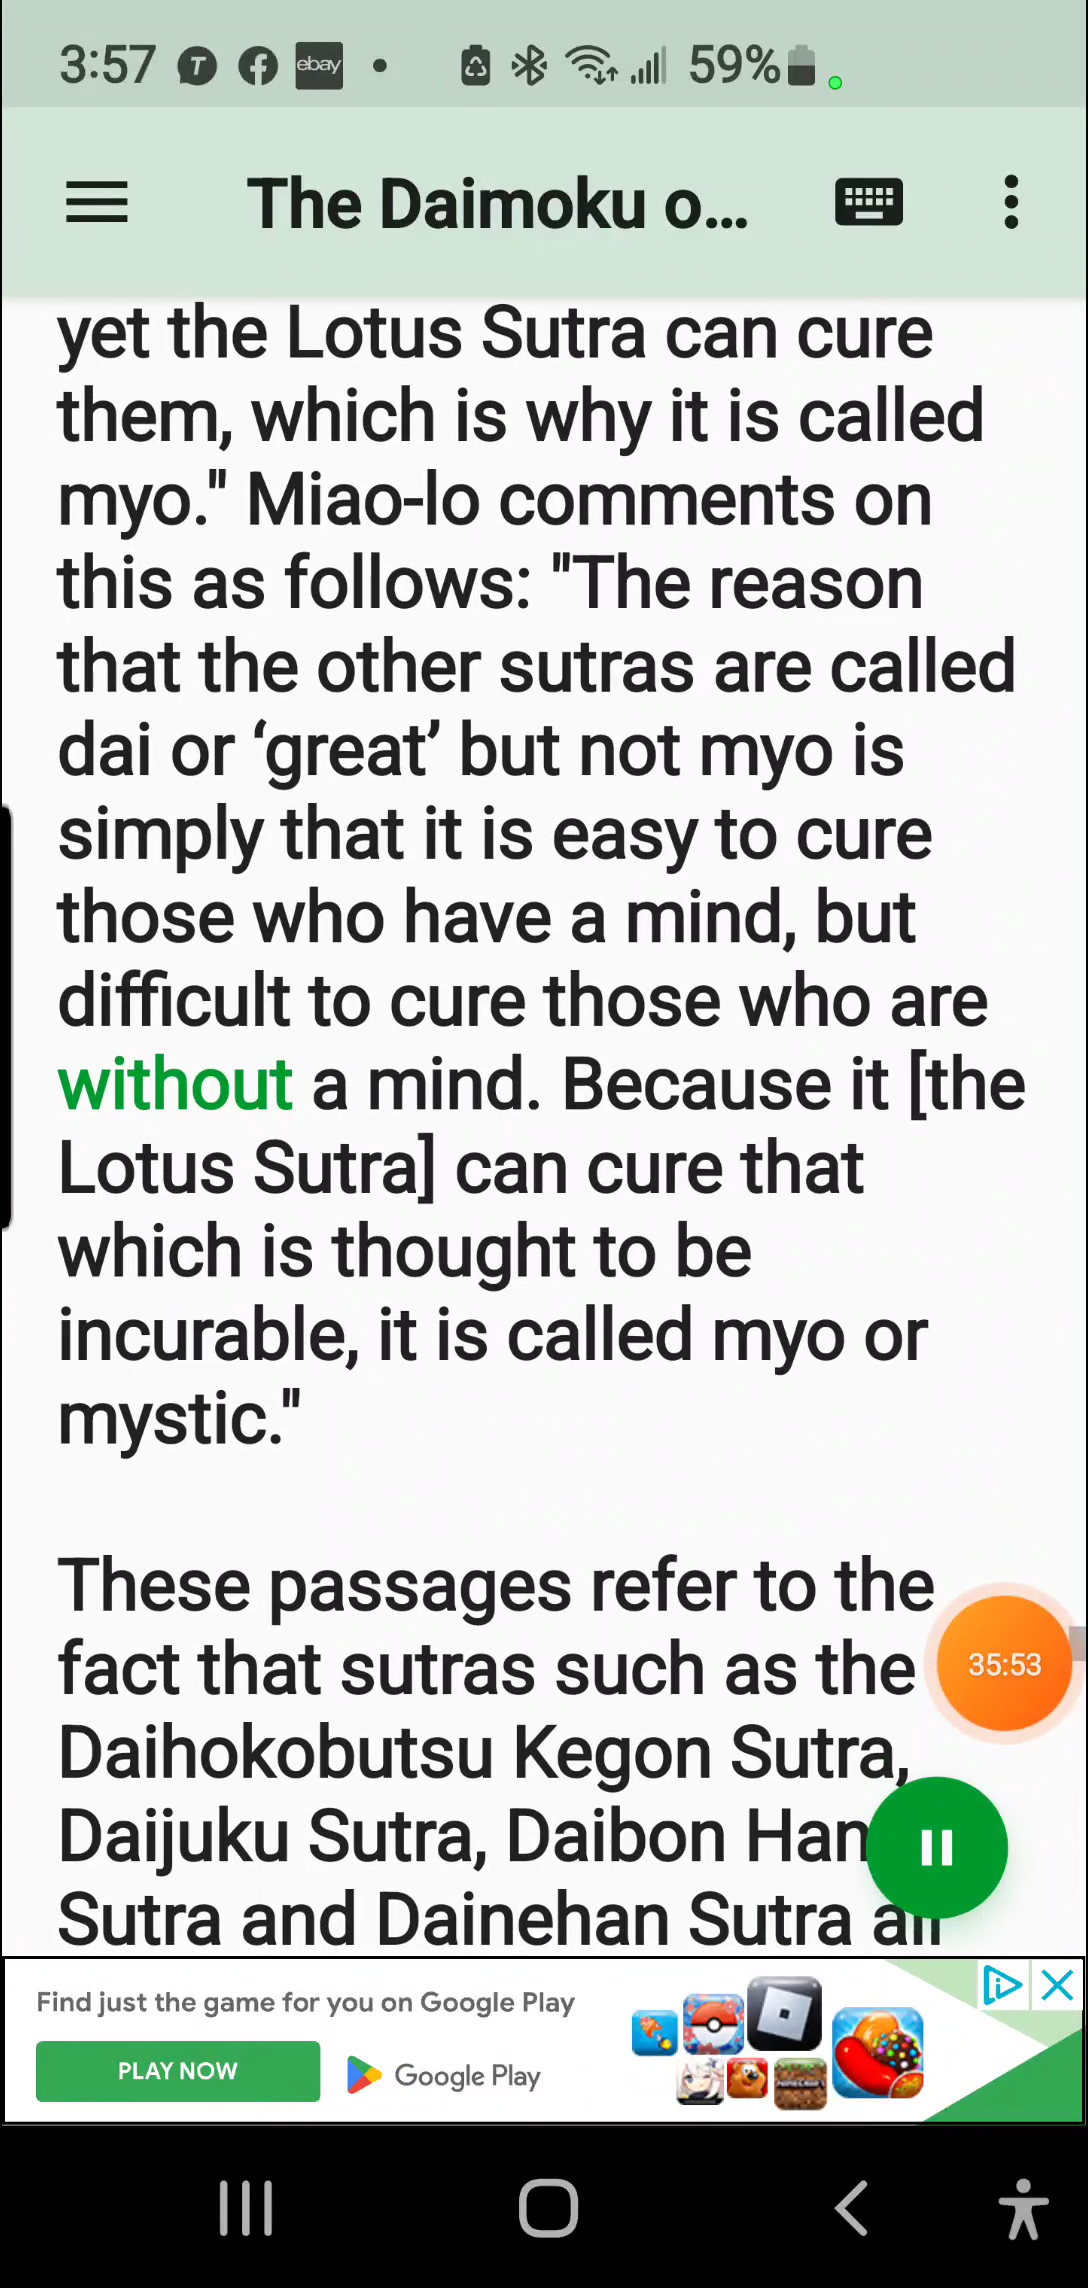 3:57 T ebay 59%
The Daimoku o...
yet the Lotus Sutra can cure
them, which is why it is called
myo." Miao-lo comments on
this as follows: "The reason
that the other sutras are called
dai or ‘great’ but not myo is
simply that it is easy to cure
those who have a mind, but
difficult to cure those who are
without a mind. Because it [the
Lotus Sutra] can cure that
which is thought to be
incurable, it is called myo or
mystic."
These passages refer to the
fact that sutras such as the
35:53
Daihokobutsu Kegon Sutra,
Daijuku Sutra, Daibon Han
Sutra and Dainehan Sutra all
Find just the game for you on Google Play
PLAY NOW
Google Play